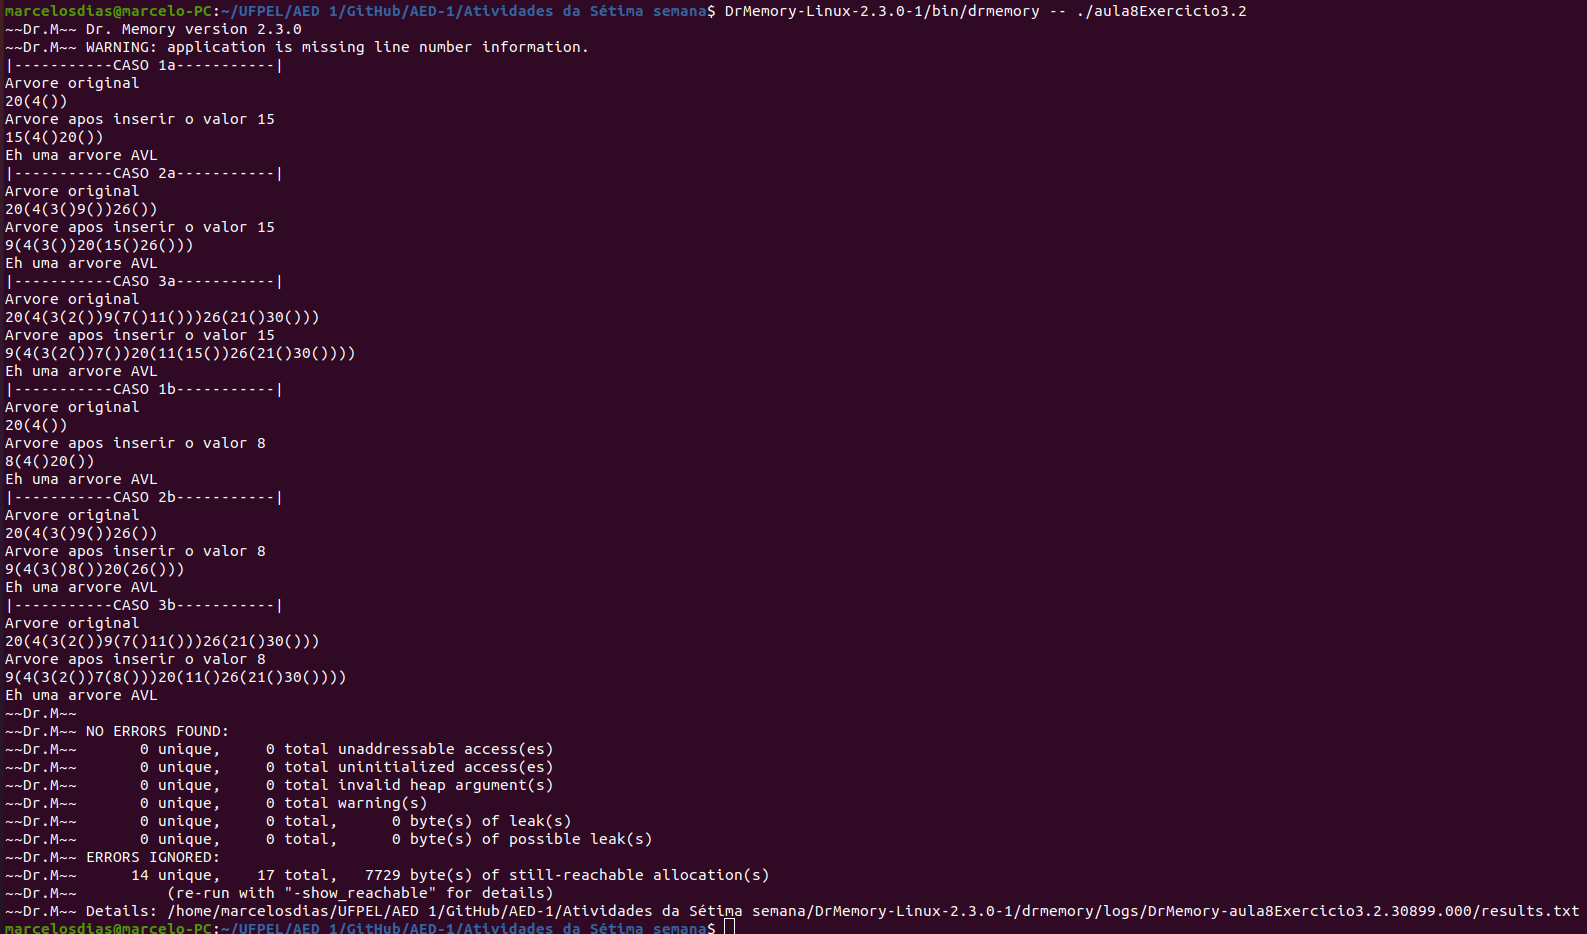 marcelosdias@marcelo-PC:~/UFPEL/AED 1/GitHub/AED-1/Atividades da Sétima semana$ DrMemory-Linux-2.3.0-1/bin/drmemory -- ./aula8Exercicio3.2
~~Dr.M~~ Dr. Memory version 2.3.0
~~Dr.M~~ WARNING: application is missing line number information.
|-----------CASO 1a-----------|
Arvore original
20(4())
Arvore apos inserir o valor 15
15(4()20())
Eh uma arvore AVL
|-----------CASO 2a-----------|
Arvore original
20(4(3()9())26())
Arvore apos inserir o valor 15
9(4(3())20(15()26()))
Eh uma arvore AVL
|-----------CASO 3a-----------|
Arvore original
20(4(3(2())9(7()11()))26(21()30()))
Arvore apos inserir o valor 15
9(4(3(2())7())20(11(15())26(21()30())))
Eh uma arvore AVL
|-----------CASO 1b-----------|
Arvore original
20(4())
Arvore apos inserir o valor 8
8(4()20())
Eh uma arvore AVL
|-----------CASO 2b-----------|
Arvore original
20(4(3()9())26())
Arvore apos inserir o valor 8
9(4(3()8())20(26()))
Eh uma arvore AVL
|-----------CASO 3b-----------|
Arvore original
20(4(3(2())9(7()11()))26(21()30()))
Arvore apos inserir o valor 8
9(4(3(2())7(8()))20(11()26(21()30())))
Eh uma arvore AVL
~~Dr.M~~
~~Dr.M~~ NO ERRORS FOUND:
~~Dr.M~~       0 unique,     0 total unaddressable access(es)
~~Dr.M~~       0 unique,     0 total uninitialized access(es)
~~Dr.M~~       0 unique,     0 total invalid heap argument(s)
~~Dr.M~~       0 unique,     0 total warning(s)
~~Dr.M~~       0 unique,     0 total,      0 byte(s) of leak(s)
~~Dr.M~~       0 unique,     0 total,      0 byte(s) of possible leak(s)
~~Dr.M~~ ERRORS IGNORED:
~~Dr.M~~      14 unique,    17 total,   7729 byte(s) of still-reachable allocation(s)
~~Dr.M~~          (re-run with "-show_reachable" for details)
~~Dr.M~~ Details: /home/marcelosdias/UFPEL/AED 1/GitHub/AED-1/Atividades da Sétima semana/DrMemory-Linux-2.3.0-1/drmemory/logs/DrMemory-aula8Exercicio3.2.30899.000/results.txt
marcelosdias@marcelo-PC:~/UFPEL/AED 1/GitHub/AED-1/Atividades da Sétima semana$